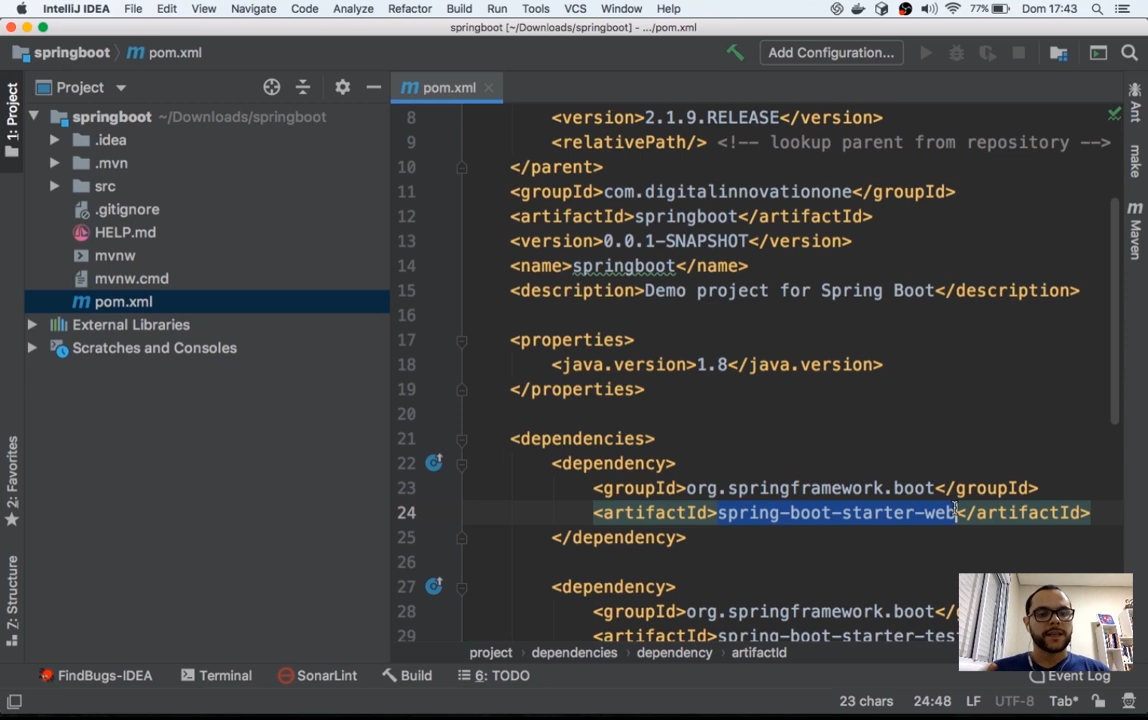 IntelliJ IDEA File Edit View Navigate Code Analyze Refactor Build Run Tools VCS Window Help 77% Dom 17:43
springboot [~/Downloads/springboot] - .../pom.xml
springboot pom.xml Add Configuration...
1: Project
Project
pom.xml
springboot ~/Downloads/springboot
.idea
.mvn
src
.gitignore
HELP.md
mvnw
mvnw.cmd
pom.xml
External Libraries
Scratches and Consoles
8 <version>2.1.9.RELEASE</version>
9 <relativePath/> <!-- lookup parent from repository -->
10 </parent>
11 <groupId>com.digitalinnovationone</groupId>
12 <artifactId>springboot</artifactId>
13 <version>0.0.1-SNAPSHOT</version>
14 <name>springboot</name>
15 <description>Demo project for Spring Boot</description>
16
17 <properties>
18 <java.version>1.8</java.version>
19 </properties>
20
21 <dependencies>
22 <dependency>
23 <groupId>org.springframework.boot</groupId>
24 <artifactId>spring-boot-starter-web</artifactId>
25 </dependency>
26
27 <dependency>
28 <groupId>org.springframework.boot</
29 <artifactId>spring-boot-starter-tes
project dependencies dependency artifactId
Ant
make
Maven
2: Favorites
Z: Structure
FindBugs-IDEA Terminal SonarLint Build 6: TODO Event Log
23 chars 24:48 LF UTF-8 Tab*